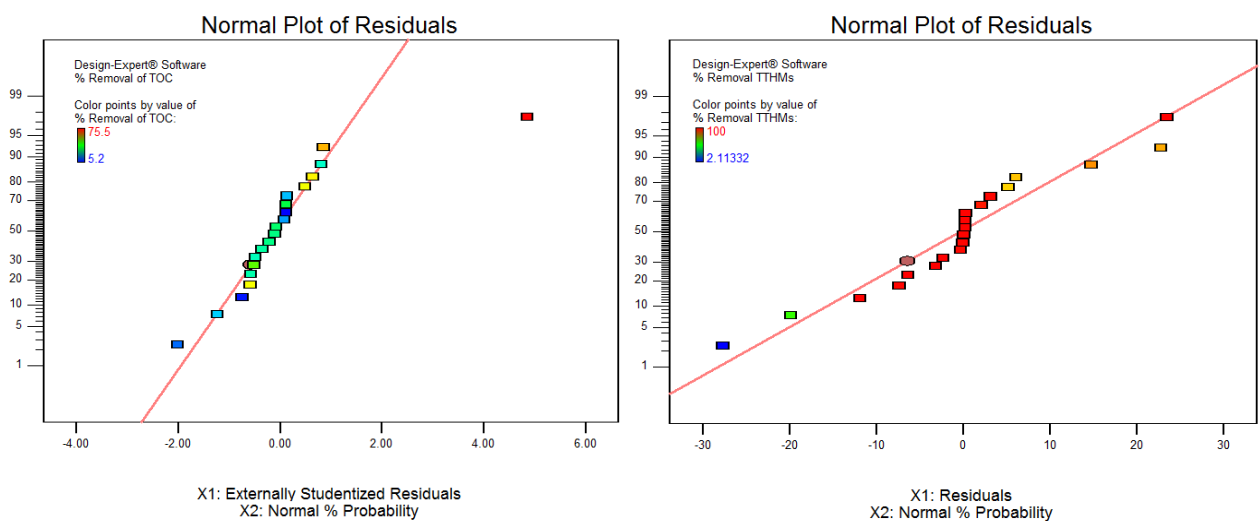 Normal Plot of Residuals
Design-Expert® Software
% Removal of TOC
Color points by value of
% Removal of TOC:
75.5
5.2
99
95
90
80
70
50
30
20
10
5
1
-4.00
-2.00
0.00
2.00
4.00
6.00
X1: Externally Studentized Residuals
X2: Normal % Probability
Normal Plot of Residuals
Design-Expert® Software
% Removal TTHMs
Color points by value of
% Removal TTHMs:
100
2.11332
99
95
90
80
70
50
30
20
10
5
1
-30
-20
-10
0
10
20
30
X1: Residuals
X2: Normal % Probability